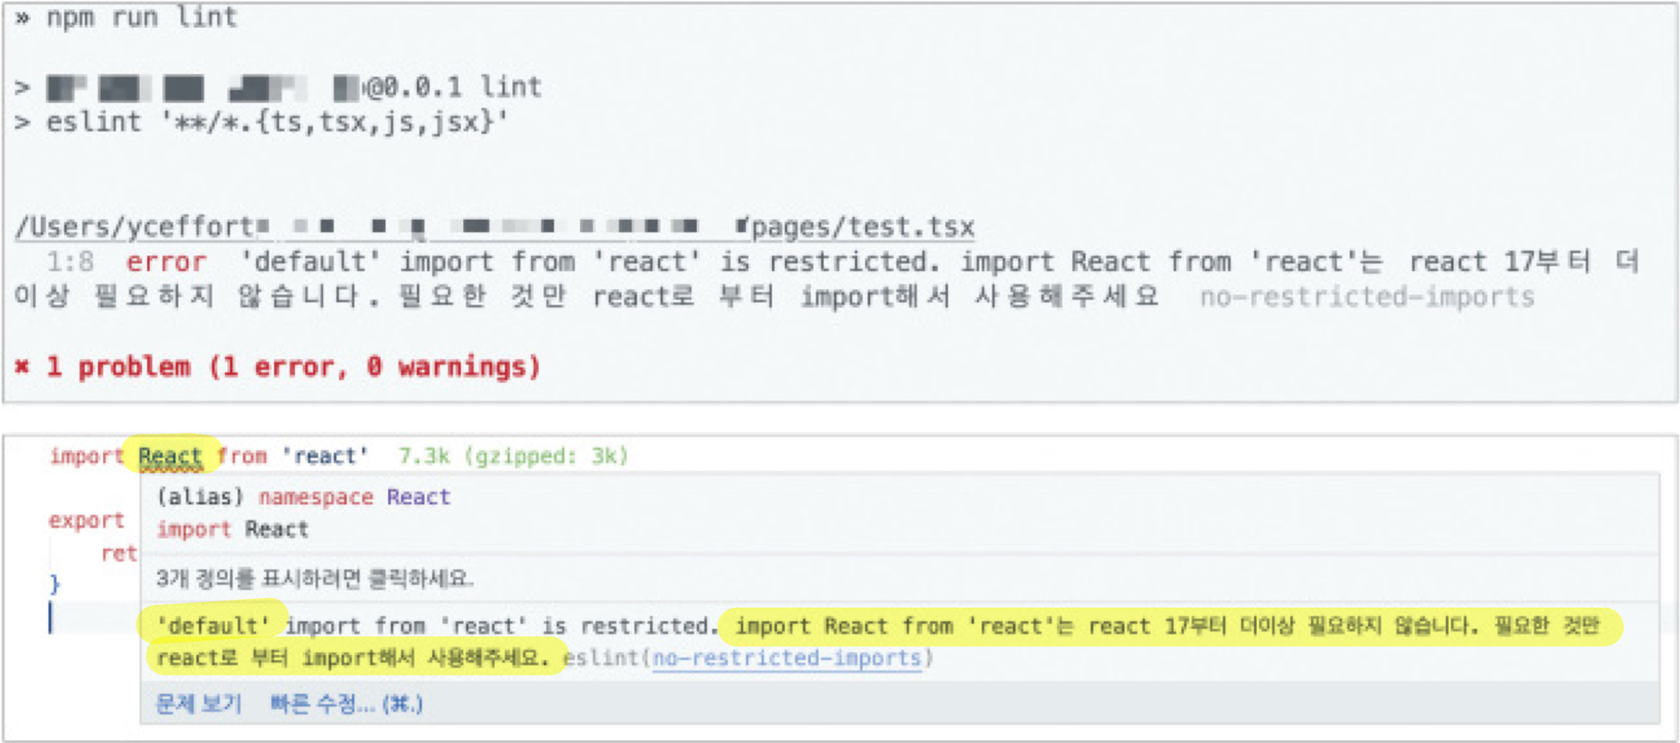 » npm run lint
> @0.0.1 lint
> eslint '**/*.{ts,tsx,js,jsx}'
/Users/yceffort pages/test.tsx
1:8 error 'default' import from 'react' is restricted. import React from 'react'는 react 17부터 더
이상 필요하지 않습니다. 필요한 것만 react로 부터 import해서 사용해주세요 no-restricted-imports
✖ 1 problem (1 error, 0 warnings)
import React from 'react' 7.3k (gzipped: 3k)
(alias) namespace React
export
import React
ret
3개 정의를 표시하려면 클릭하세요.
}
'default' import from 'react' is restricted. import React from 'react'는 react 17부터 더이상 필요하지 않습니다. 필요한 것만
react로 부터 import해서 사용해주세요. eslint(no-restricted-imports)
문제 보기 빠른 수정... (⌘.)